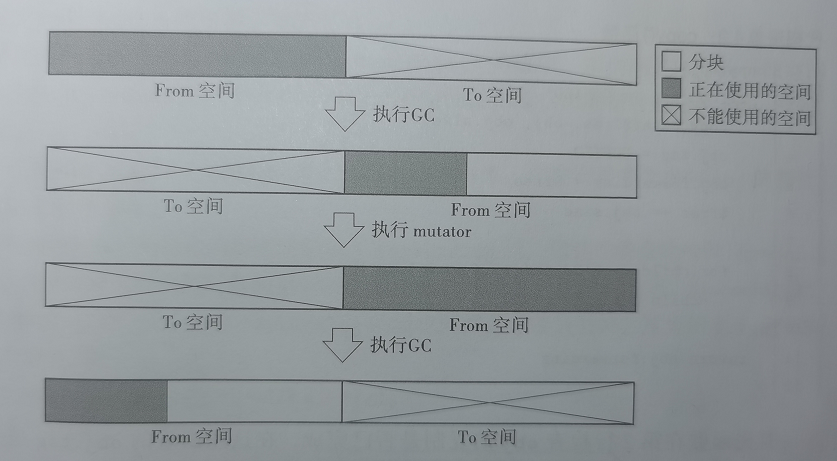 分块
正在使用的空间
不能使用的空间
From 空间
To 空间
执行GC
To 空间
From 空间
执行 mutator
To 空间
From 空间
执行GC
From 空间
To 空间